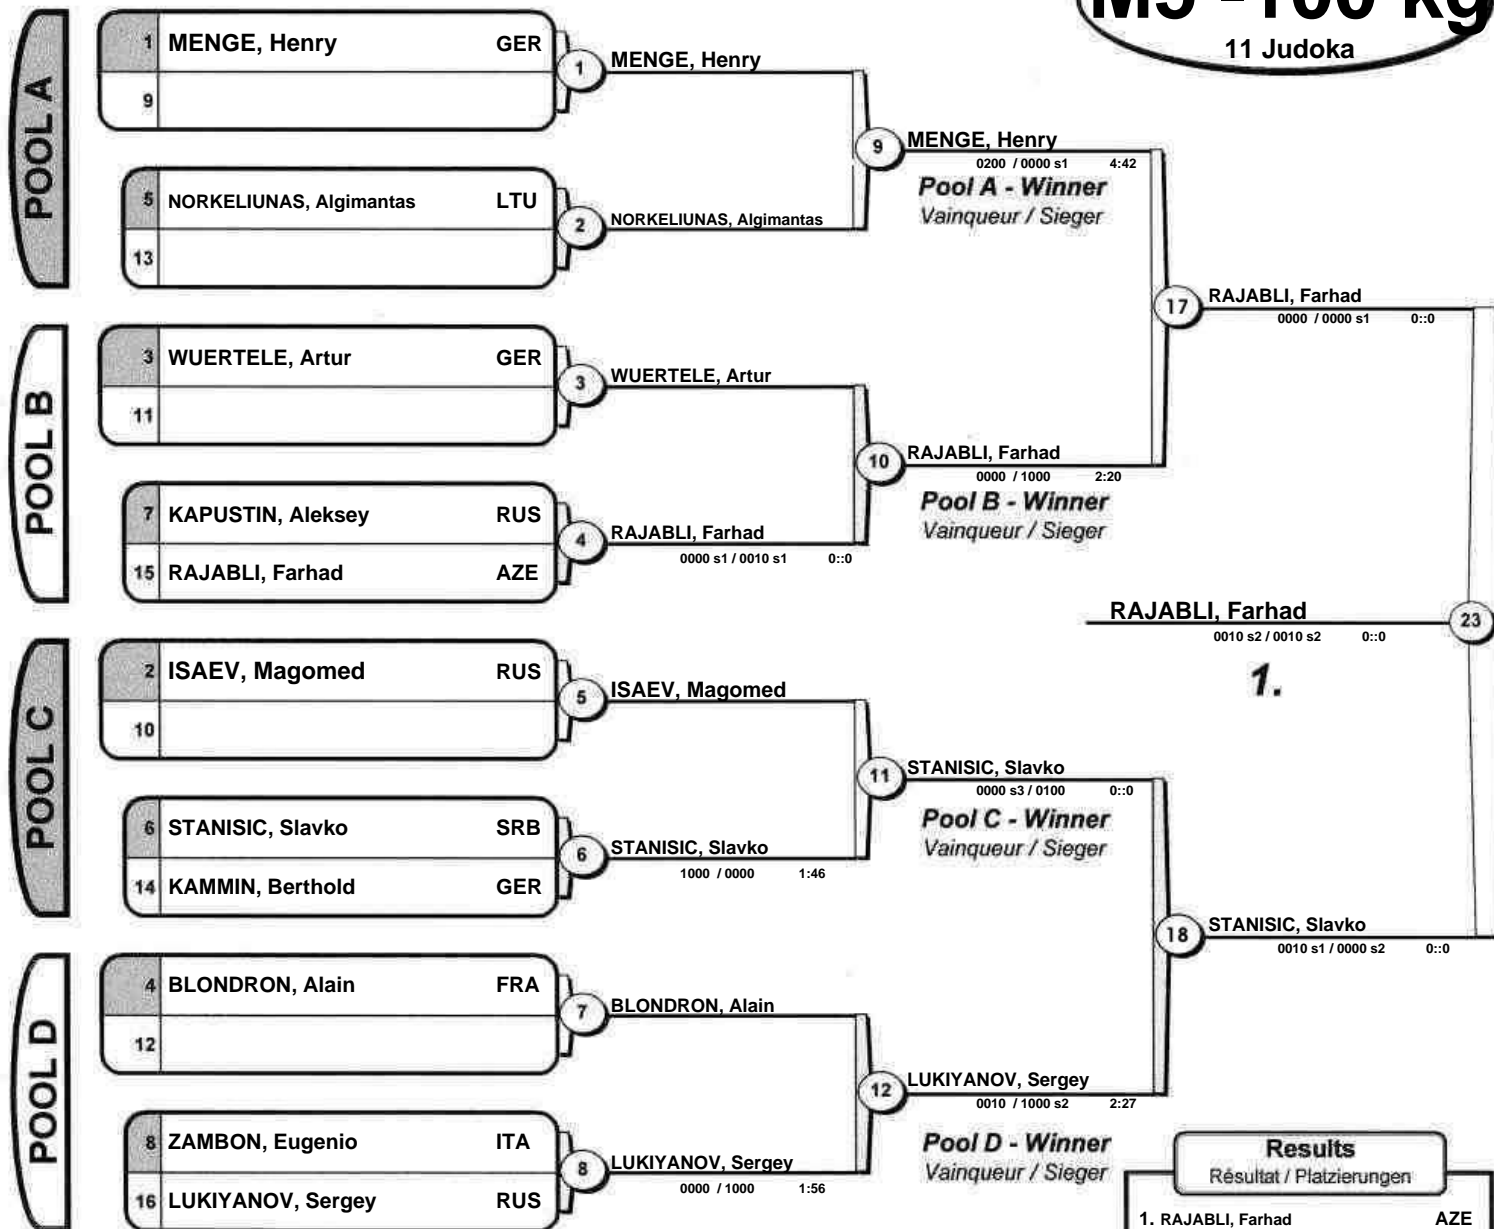 M5 -100 kg
11 Judoka
POOL A
1 MENGE, Henry GER
9
5 NORKELIUNAS, Algimantas LTU
13
1 MENGE, Henry
2 NORKELIUNAS, Algimantas
9 MENGE, Henry
0200 / 0000 s1 4:42
Pool A - Winner
Vainqueur / Sieger
POOL B
3 WUERTELE, Artur GER
11
7 KAPUSTIN, Aleksey RUS
15 RAJABLI, Farhad AZE
3 WUERTELE, Artur
4 RAJABLI, Farhad
0000 s1 / 0010 s1 0::0
10 RAJABLI, Farhad
0000 / 1000 2:20
Pool B - Winner
Vainqueur / Sieger
17 RAJABLI, Farhad
0000 / 0000 s1 0::0
RAJABLI, Farhad 23
0010 s2 / 0010 s2 0::0
1.
POOL C
2 ISAEV, Magomed RUS
10
6 STANISIC, Slavko SRB
14 KAMMIN, Berthold GER
5 ISAEV, Magomed
6 STANISIC, Slavko
1000 / 0000 1:46
11 STANISIC, Slavko
0000 s3 / 0100 0::0
Pool C - Winner
Vainqueur / Sieger
18 STANISIC, Slavko
0010 s1 / 0000 s2 0::0
POOL D
4 BLONDRON, Alain FRA
12
8 ZAMBON, Eugenio ITA
16 LUKIYANOV, Sergey RUS
7 BLONDRON, Alain
8 LUKIYANOV, Sergey
0000 / 1000 1:56
12 LUKIYANOV, Sergey
0010 / 1000 s2 2:27
Pool D - Winner
Vainqueur / Sieger
Results
Résultat / Platzierungen
1. RAJABLI, Farhad AZE